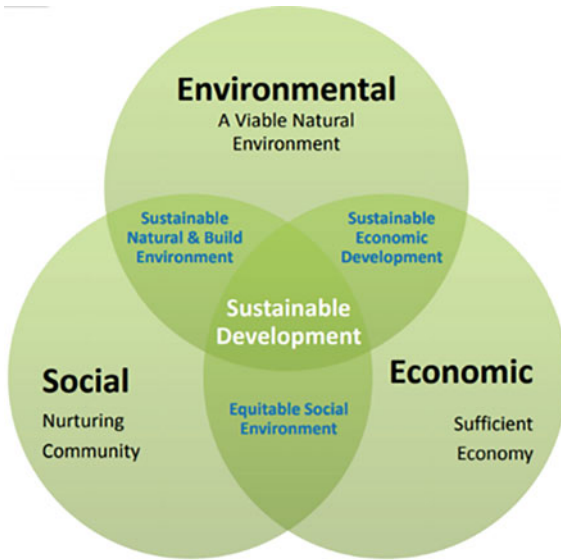 Environmental
A Viable Natural
Environment
Sustainable
Natural & Build
Environment
Sustainable
Economic
Development
Sustainable
Development
Social
Nurturing
Community
Equitable Social
Environment
Economic
Sufficient
Economy